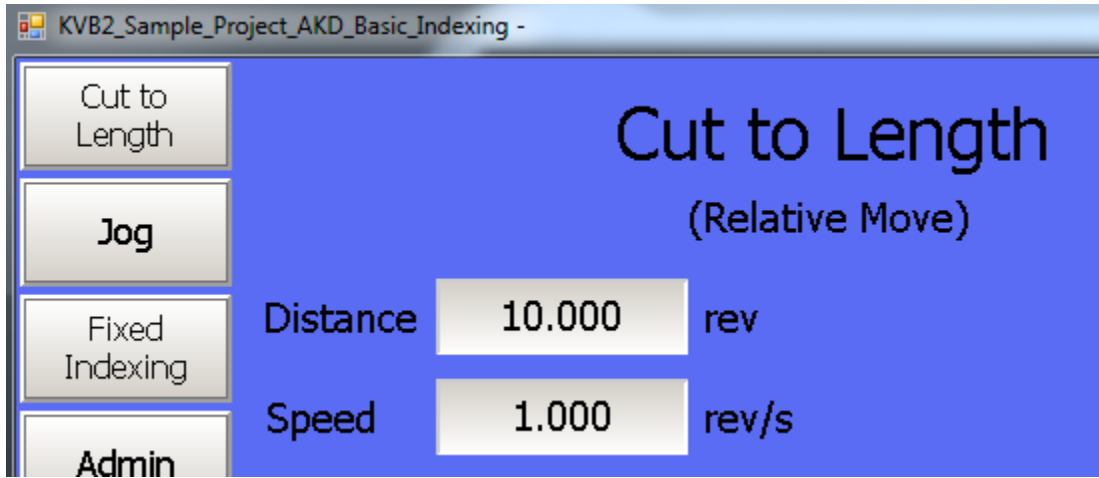 KVB2_Sample_Project_AKD_Basic_Indexing -
Cut to
Length
Jog
Fixed
Indexing
Admin
Cut to Length
(Relative Move)
Distance 10.000 rev
Speed 1.000 rev/s